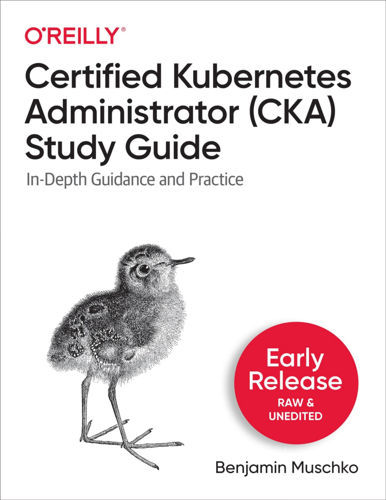 O'REILLY®
Certified Kubernetes
Administrator (CKA)
Study Guide
In-Depth Guidance and Practice
Early
Release
RAW &
UNEDITED
Benjamin Muschko